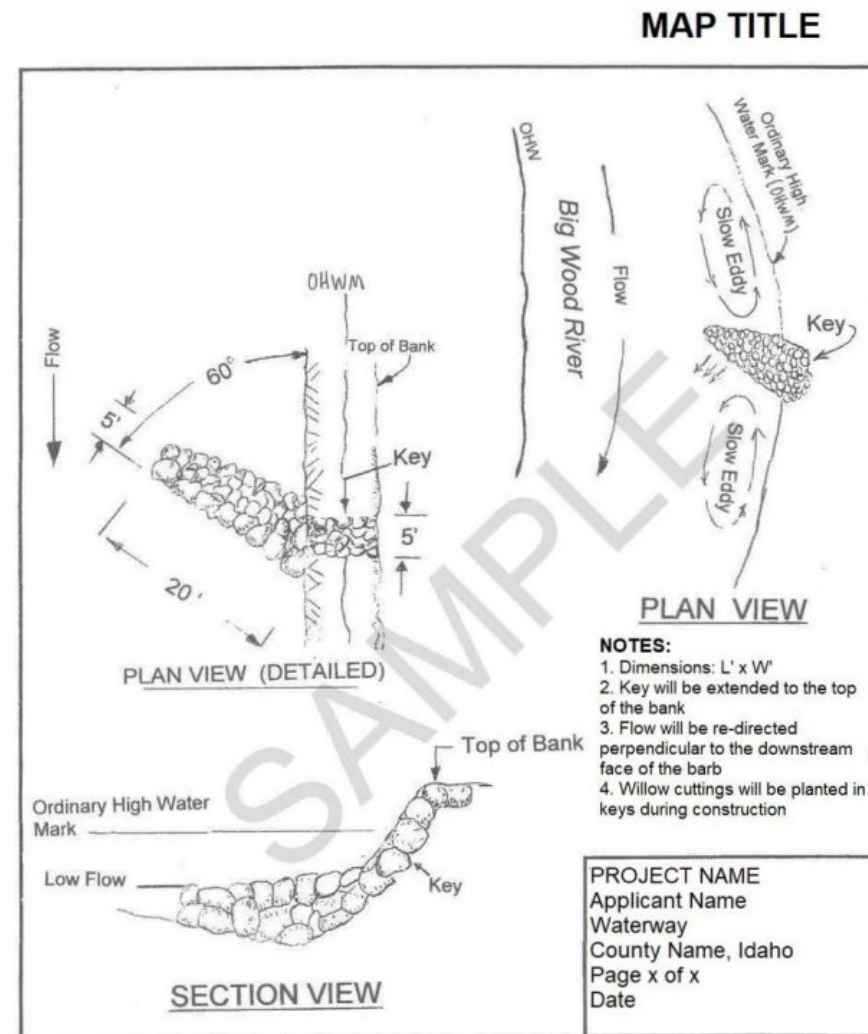 MAP TITLE
OHWM
Flow
60°
Top of Bank
5'
Key
5'
20'
PLAN VIEW (DETAILED)
OHW
Big Wood River
Flow
Ordinary High
Water Mark (OHWM)
Slow Eddy
Key
Slow Eddy
PLAN VIEW
NOTES:
1. Dimensions: L' x W'
2. Key will be extended to the top
of the bank
3. Flow will be re-directed
perpendicular to the downstream
face of the barb
4. Willow cuttings will be planted in
keys during construction
Top of Bank
Ordinary High Water
Mark
Low Flow
Key
SECTION VIEW
PROJECT NAME
Applicant Name
Waterway
County Name, Idaho
Page x of x
Date
SAMPLE